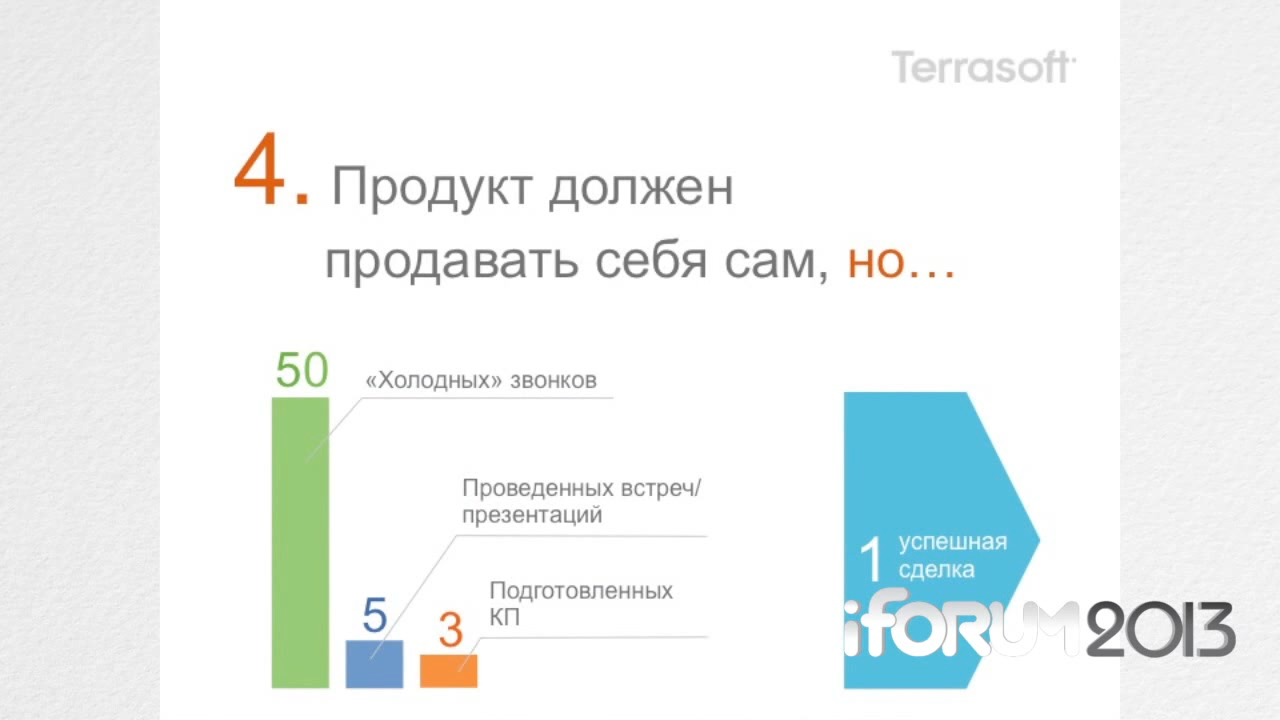 Terrasoft
4. Продукт должен
продавать себя сам, но...
50
«Холодных» звонков
Проведенных встреч/
презентаций
5
Подготовленных
КП
3
1 успешная
сделка
iFORUM 2013